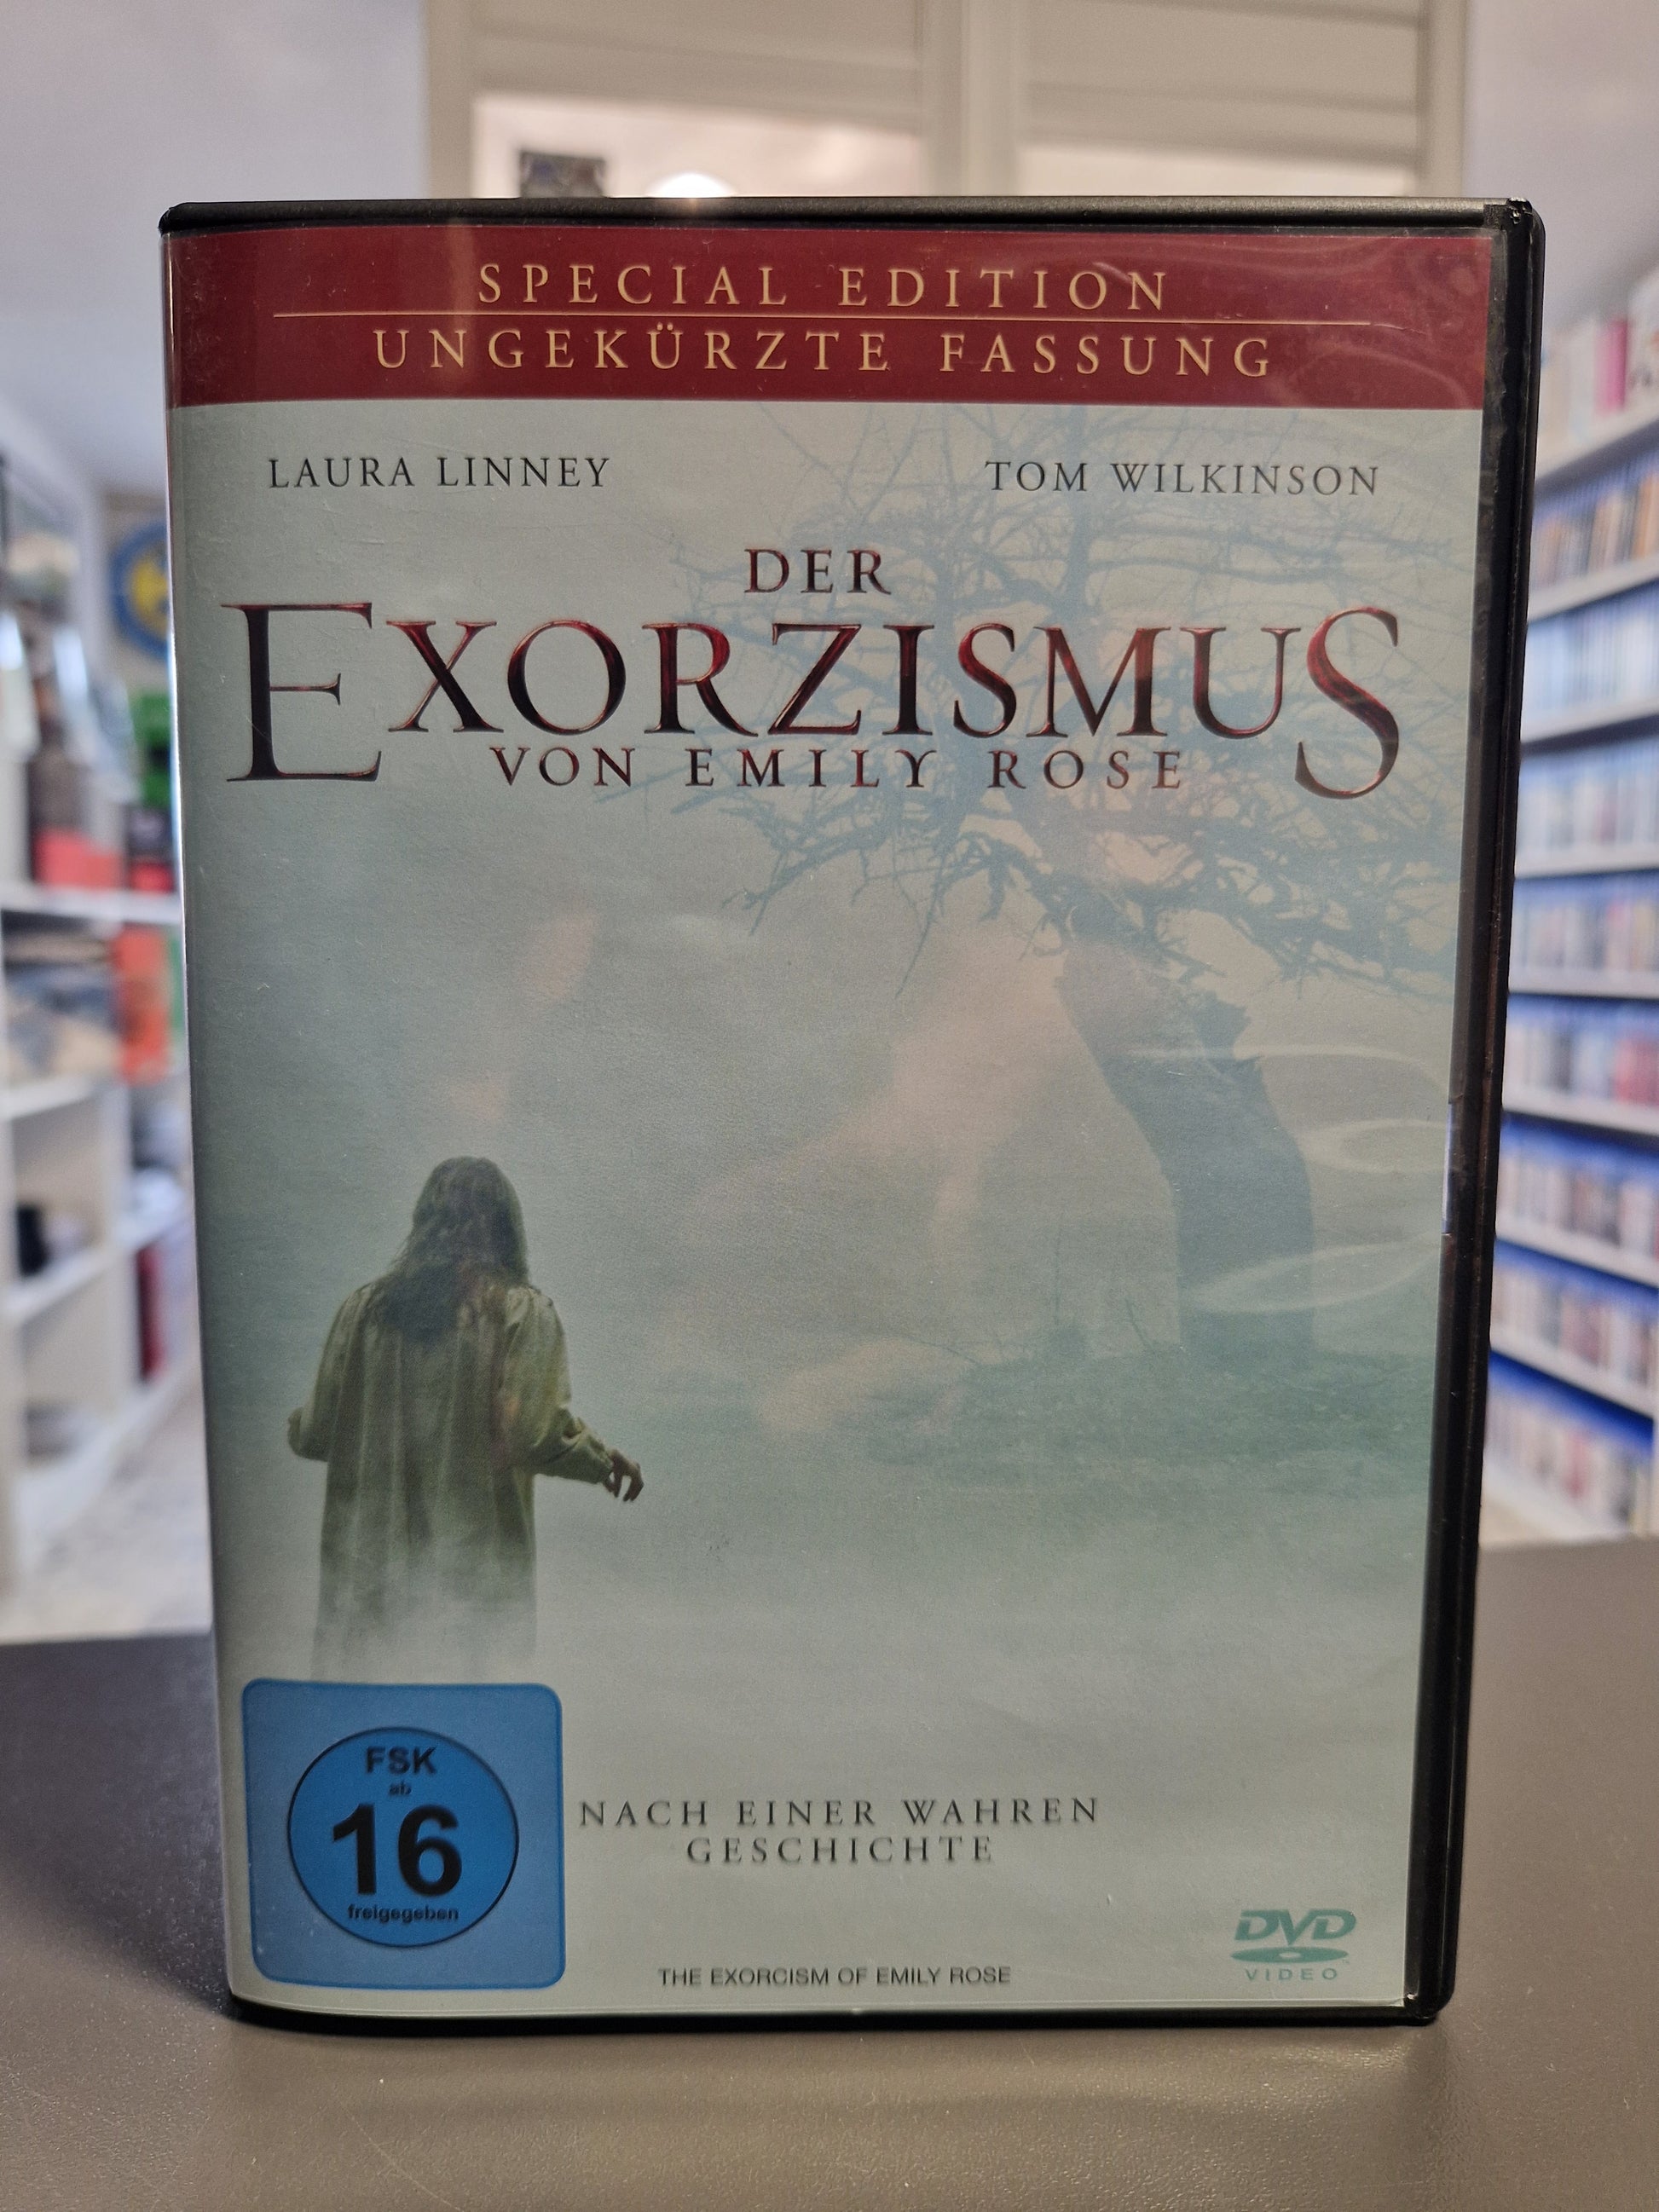 SPECIAL EDITION
UNGEKÜRZTE FASSUNG
LAURA LINNEY TOM WILKINSON
DER
EXORZISMUS
VON EMILY ROSE
FSK
ab
16
freigegeben
NACH EINER WAHREN
GESCHICHTE
THE EXORCISM OF EMILY ROSE
DVD
VIDEO